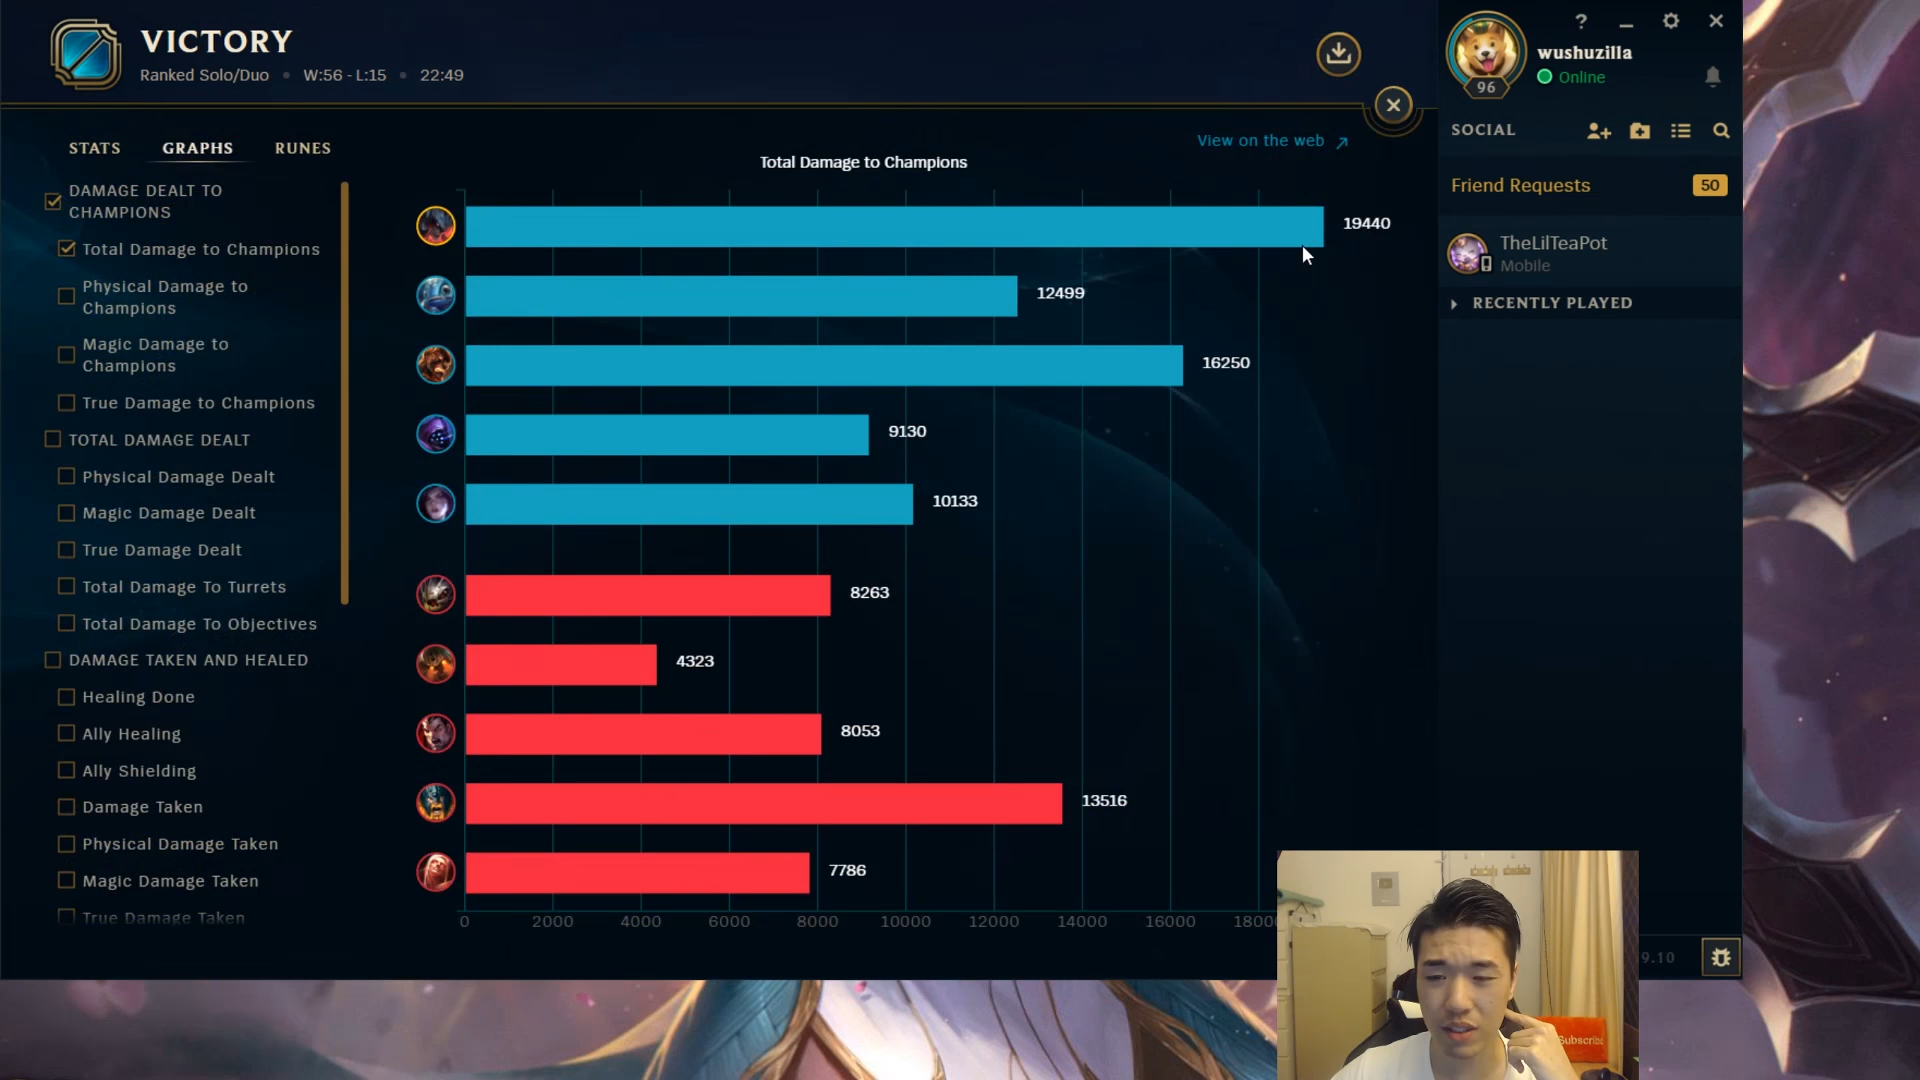 VICTORY
Ranked Solo/Duo • W:56 - L:15 • 22:49
wushuzilla
Online
96
SOCIAL
Friend Requests 50
TheLilTeaPot
Mobile
RECENTLY PLAYED
STATS GRAPHS RUNES
View on the web
Total Damage to Champions
DAMAGE DEALT TO
CHAMPIONS
Total Damage to Champions
Physical Damage to
Champions
Magic Damage to
Champions
True Damage to Champions
TOTAL DAMAGE DEALT
Physical Damage Dealt
Magic Damage Dealt
True Damage Dealt
Total Damage To Turrets
Total Damage To Objectives
DAMAGE TAKEN AND HEALED
Healing Done
Ally Healing
Ally Shielding
Damage Taken
Physical Damage Taken
Magic Damage Taken
True Damage Taken
19440
12499
16250
9130
10133
8263
4323
8053
13516
7786
0 2000 4000 6000 8000 10000 12000 14000 16000 18000
9.10
Subscribe